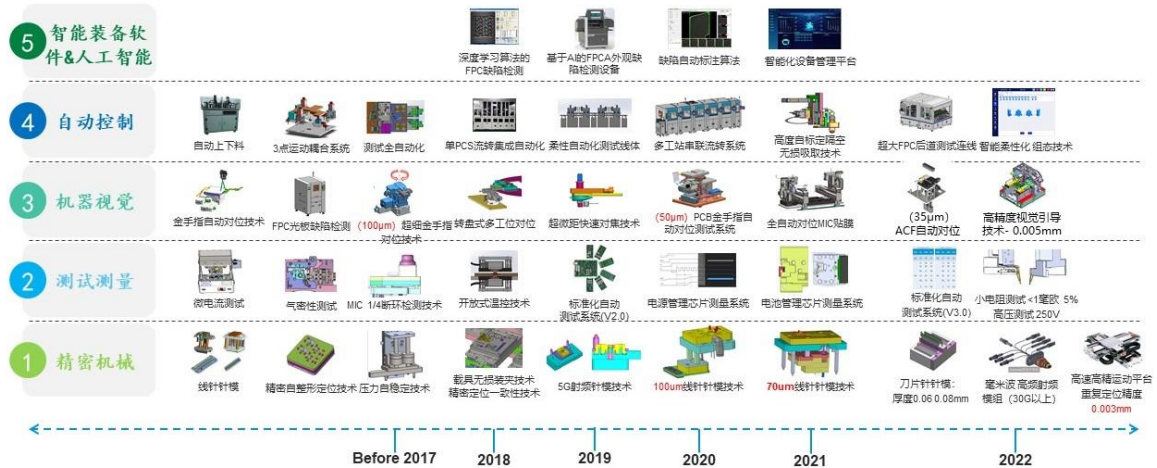 5
智能装备软
件&人工智能
深度学习算法的
FPC缺陷检测
基于AI的FPCA外观缺
陷检测设备
缺陷自动标注算法
智能化设备管理平台
4
自动控制
自动上下料
3点运动耦合系统
测试全自动化
单PCS流转集成自动化
柔性自动化测试线体
多工站串联流转系统
高度自标定隔空
无损吸取技术
超大FPC后道测试连线
智能柔性化 组态技术
3
机器视觉
金手指自动对位技术
FPC光板缺陷检测
(100μm) 超细金手指
对位技术
转盘式多工位对位
超微距快速对焦技术
(50μm) PCB金手指自
动对位测试系统
全自动对位MIC贴膜
(35μm)
ACF自动对位
高精度视觉引导
技术- 0.005mm
2
测试测量
微电流测试
气密性测试
MIC 1/4断环检测技术
开放式温控技术
标准化自动
测试系统(V2.0)
电源管理芯片测量系统
电池管理芯片测量系统
标准化自动
测试系统(V3.0)
小电阻测试 <1毫欧 5%
高压测试 250V
1
精密机械
线针针模
精密自整形定位技术
压力自稳定技术
载具无损装夹技术
精密定位一致性技术
5G射频针模技术
100um线针针模技术
70um线针针模技术
刀片针针模：
厚度0.06 0.08mm
毫米波 高频射频
模组 (30G以上)
高速高精运动平台
重复定位精度
0.003mm
Before 2017
2018
2019
2020
2021
2022